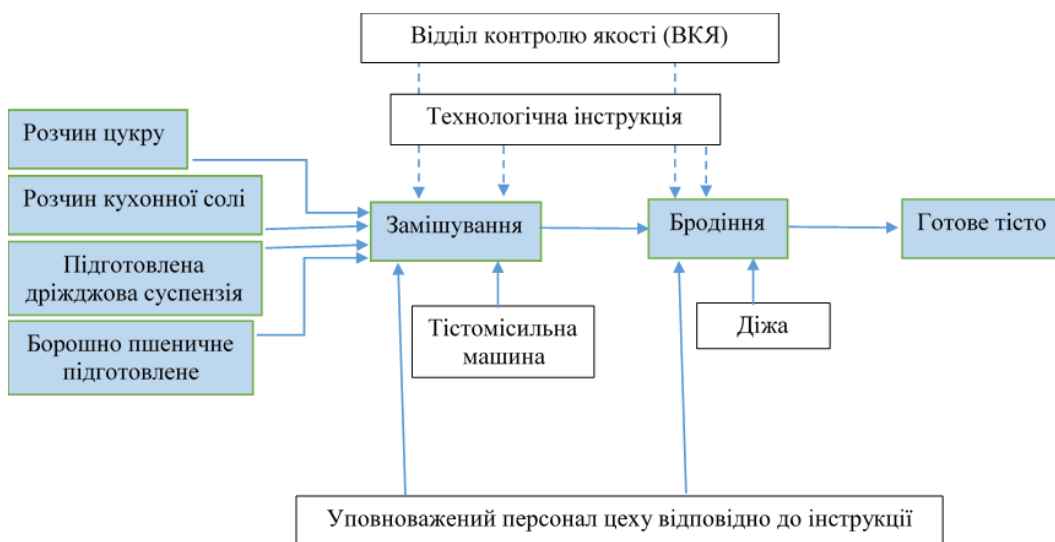 Відділ контролю якості (ВКЯ)
Технологічна інструкція
Розчин цукру
Розчин кухонної солі
Підготовлена
дріжджова суспензія
Борошно пшеничне
підготовлене
Замішування
Бродіння
Готове тісто
Тістомісильна
машина
Діжа
Уповноважений персонал цеху відповідно до інструкції